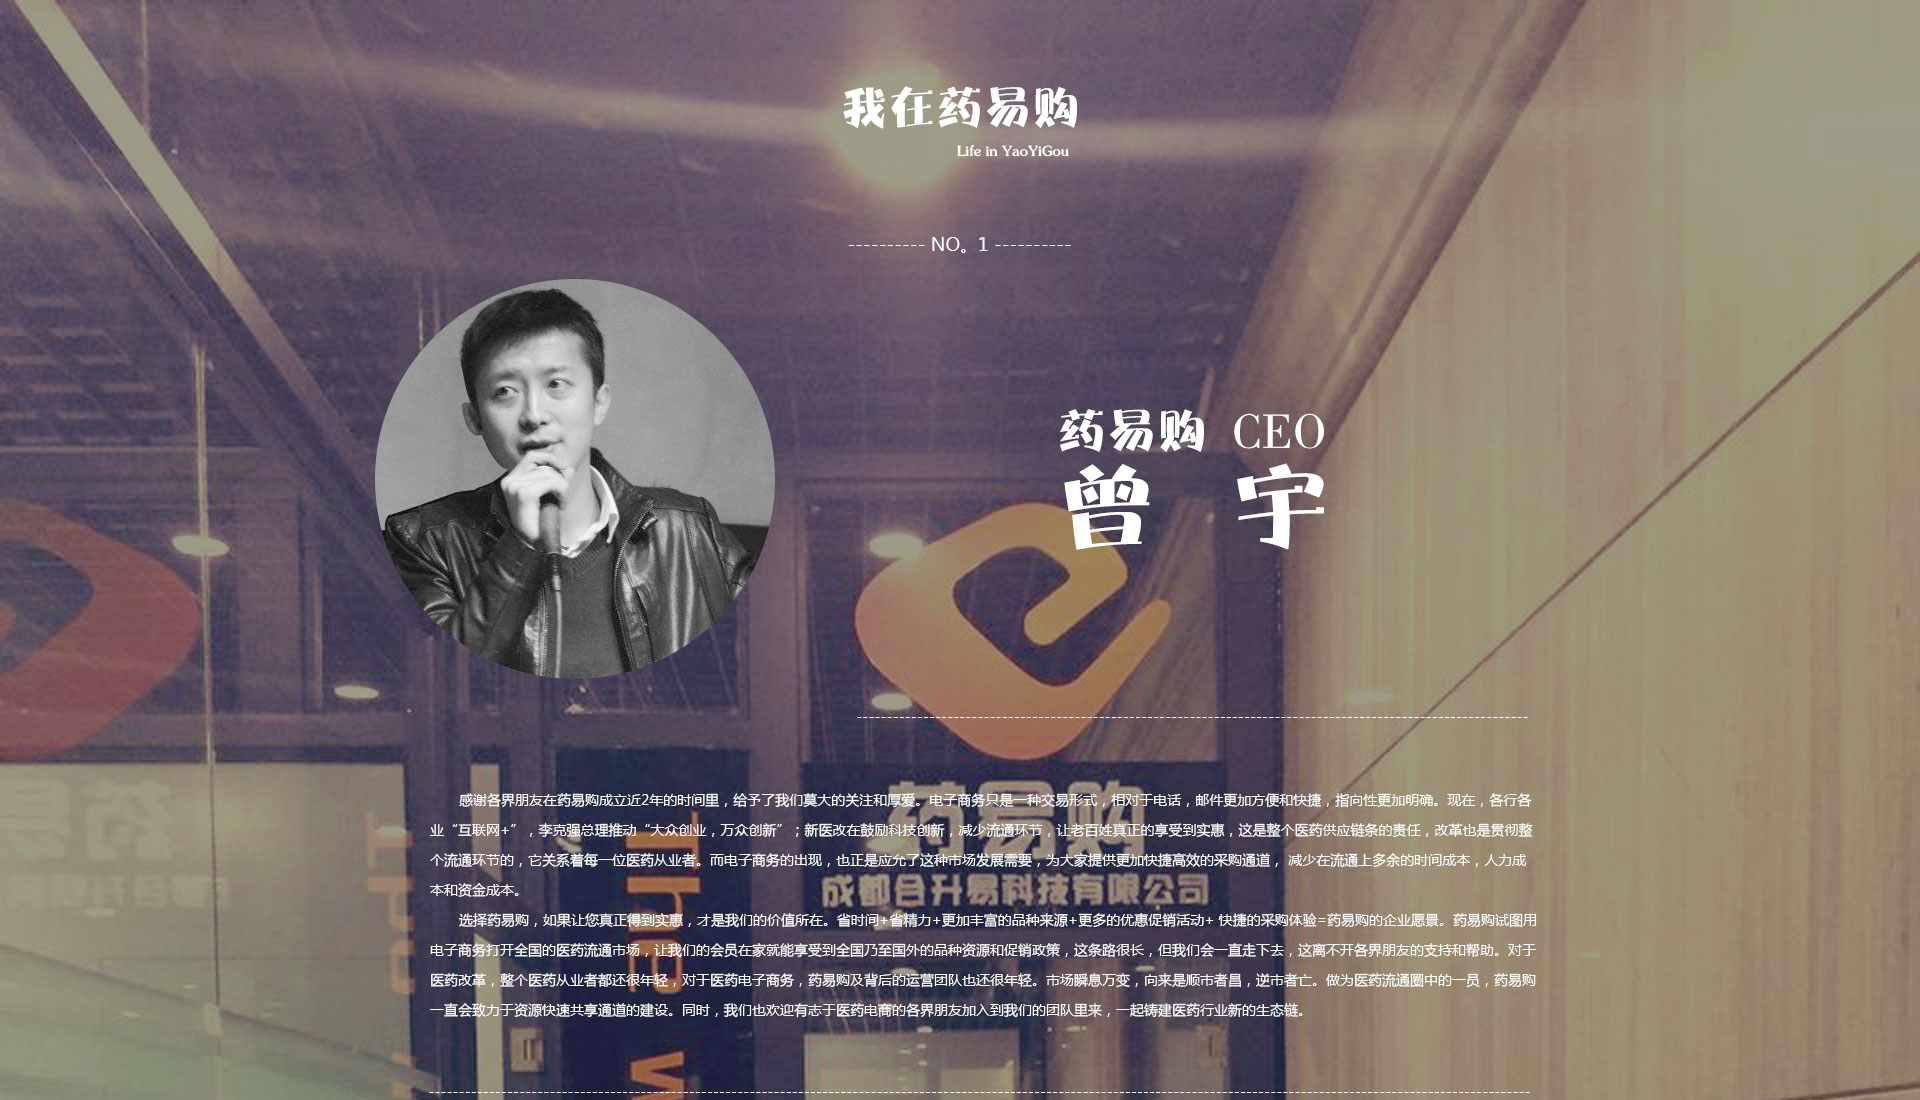 我在药易购
Life in YaoYiGou
---------- NO。1 ----------
药易购 CEO
曾 宇
感谢各界朋友在药易购成立近2年的时间里，给予了我们莫大的关注和厚爱。电子商务只是一种交易形式，相对于电话，邮件更加方便和快捷，指向性更加明确。现在，各行各
业“互联网+”，李克强总理推动“大众创业，万众创新”；新医改在鼓励科技创新，减少流通环节，让老百姓真正的享受到实惠，这是整个医药供应链条的责任，改革也是贯彻整
个流通环节的，它关系着每一位医药从业者。而电子商务的出现，也正是应允了这种市场发展需要，为大家提供更加快捷高效的采购通道， 减少在流通上多余的时间成本，人力成
本和资金成本。
选择药易购，如果让您真正得到实惠，才是我们的价值所在。省时间+省精力+更加丰富的品种来源+更多的优惠促销活动+ 快捷的采购体验=药易购的企业愿景。药易购试图用
电子商务打开全国的医药流通市场，让我们的会员在家就能享受到全国乃至国外的品种资源和促销政策，这条路很长，但我们会一直走下去，这离不开各界朋友的支持和帮助。对于
医药改革，整个医药从业者都还很年轻，对于医药电子商务，药易购及背后的运营团队也还很年轻。市场瞬息万变，向来是顺市者昌，逆市者亡。做为医药流通圈中的一员，药易购
一直会致力于资源快速共享通道的建设。同时，我们也欢迎有志于医药电商的各界朋友加入到我们的团队里来，一起铸建医药行业新的生态链。
药易购
成都合升易科技有限公司
The w